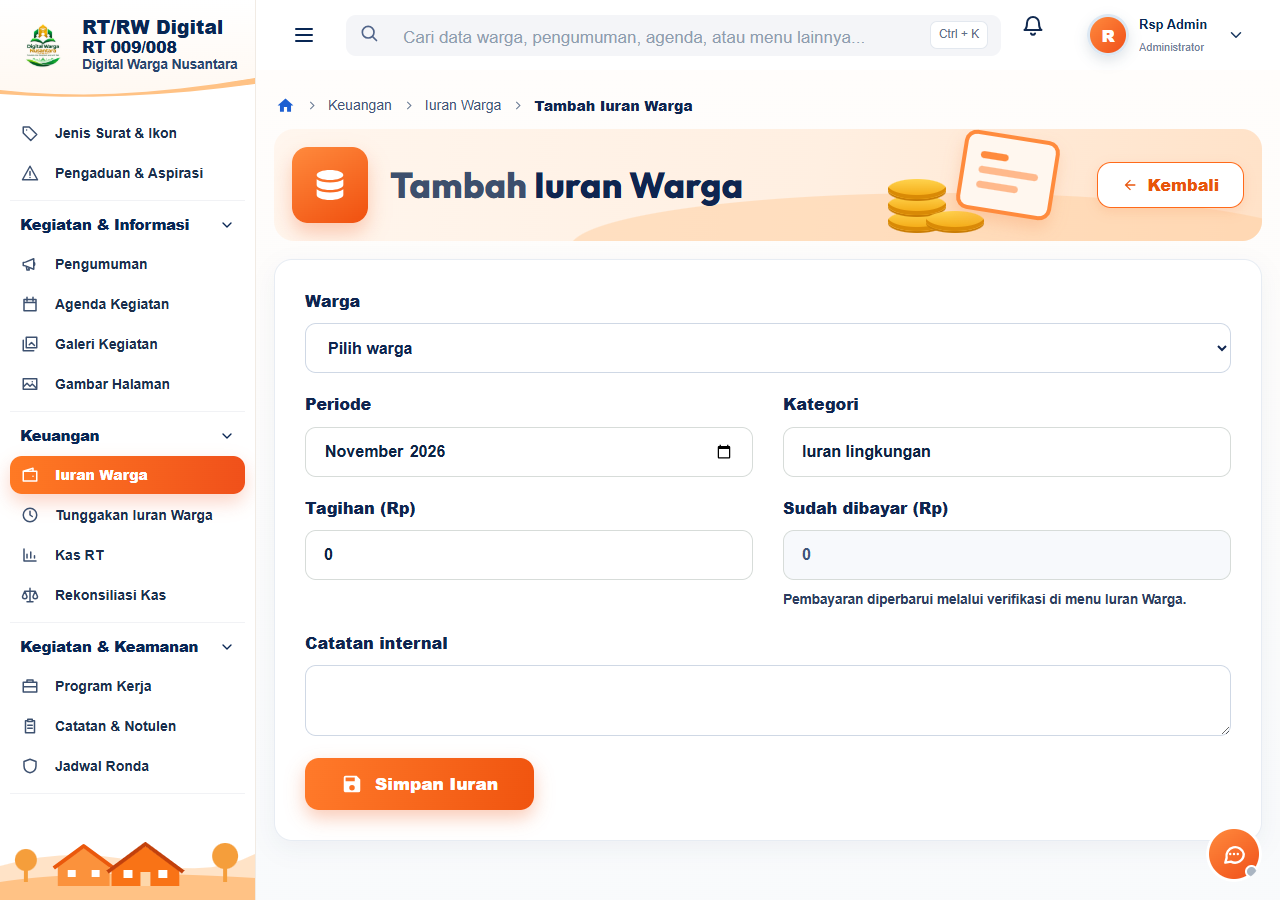 RT/RW Digital
RT 009/008
Digital Warga Nusantara
Digital Warga
Nusantara
Jenis Surat & Ikon
Pengaduan & Aspirasi
Kegiatan & Informasi
Pengumuman
Agenda Kegiatan
Galeri Kegiatan
Gambar Halaman
Keuangan
Iuran Warga
Tunggakan Iuran Warga
Kas RT
Rekonsiliasi Kas
Kegiatan & Keamanan
Program Kerja
Catatan & Notulen
Jadwal Ronda
Cari data warga, pengumuman, agenda, atau menu lainnya...
Ctrl + K
R
Rsp Admin
Administrator
Keuangan
Iuran Warga
Tambah Iuran Warga
Tambah Iuran Warga
Kembali
Warga
Pilih warga
Periode
Kategori
November 2026
Iuran lingkungan
Tagihan (Rp)
Sudah dibayar (Rp)
0
0
Pembayaran diperbarui melalui verifikasi di menu Iuran Warga.
Catatan internal
Simpan Iuran